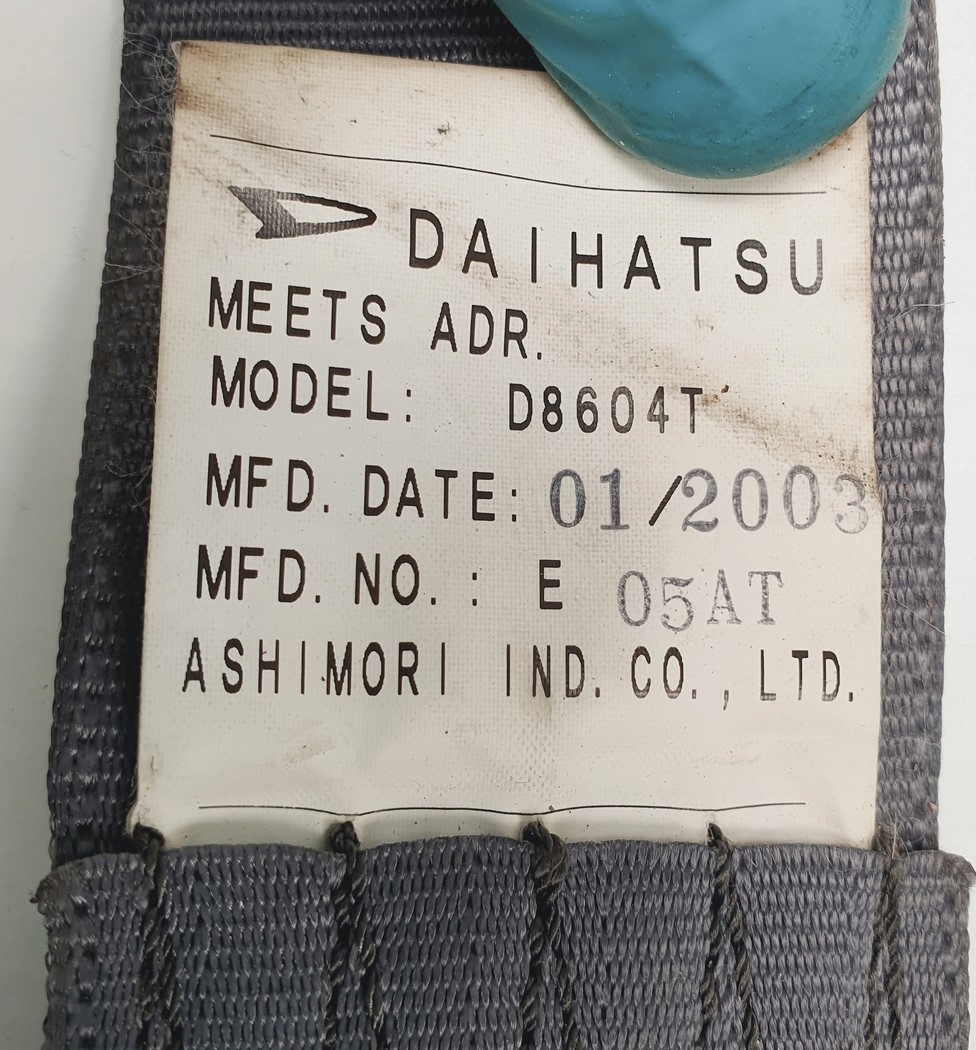 DAIHATSU
MEETS ADR.
MODEL: D8604T
MFD. DATE: 01/2003
MFD. NO. : E 05AT
ASHIMORI IND. CO., LTD.